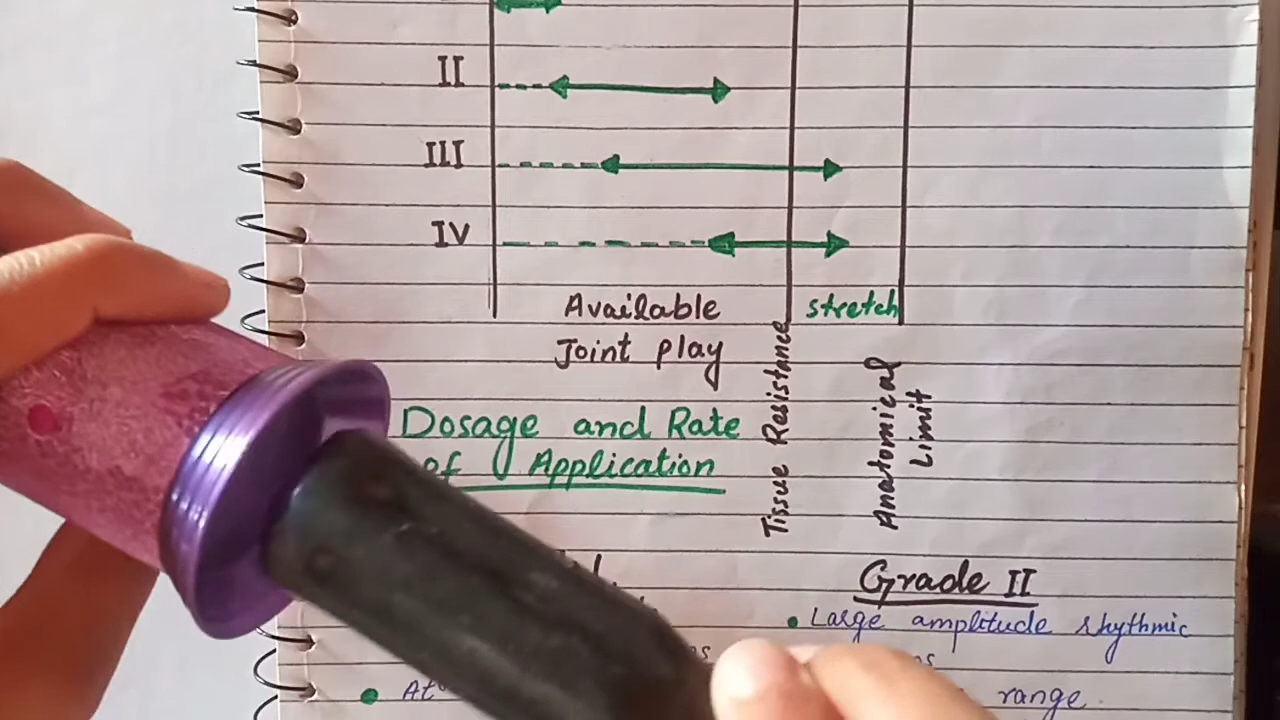 II
III
IV
Available stretch
Joint play
Tissue Resistance
Anatomical
Limit
Dosage and Rate
of Application
Grade II
• Large amplitude rhythmic
• At
range